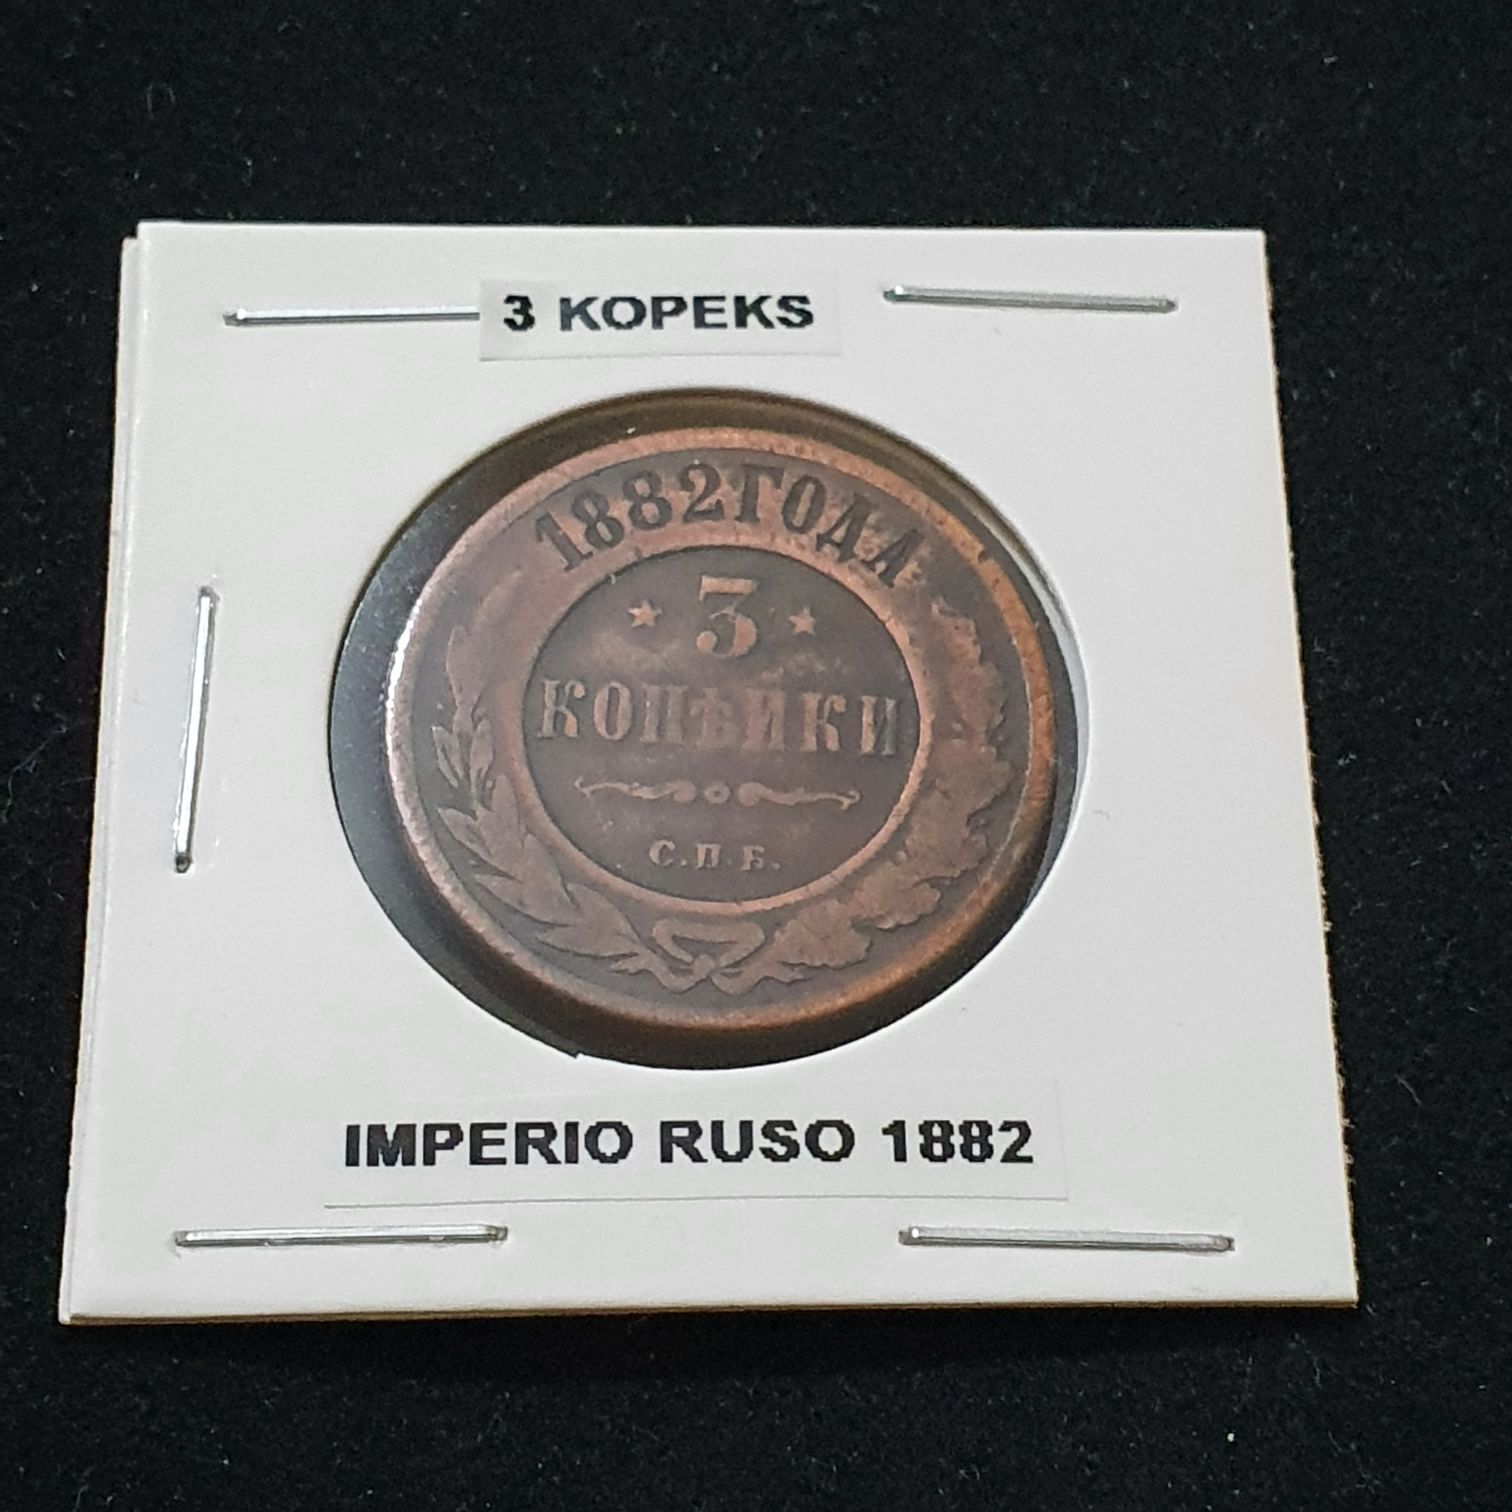 3 KOPEKS
1882 ГОДА
3
КОПѢЙКИ
С.П.Б.
IMPERIO RUSO 1882